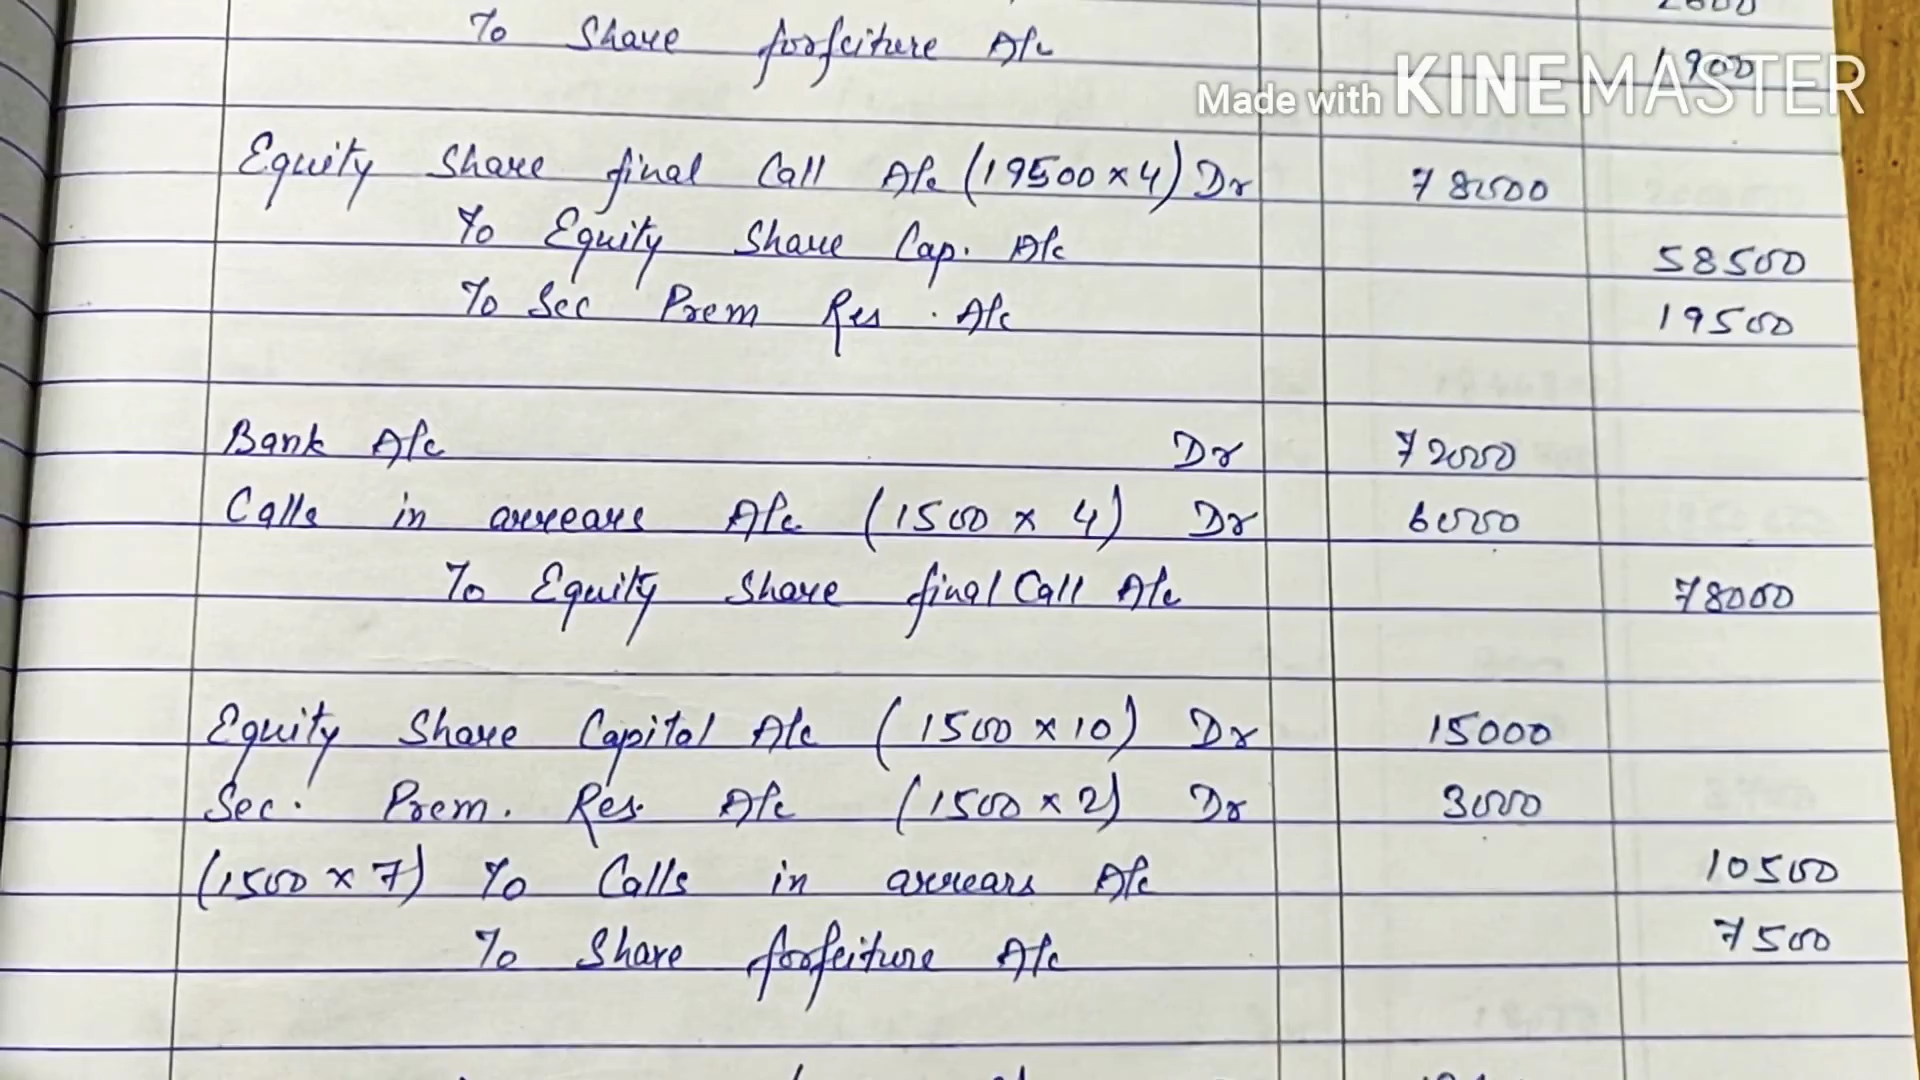 To Share forfeiture A/c 1900
Made with KINEMASTER
Equity Share final Call A/c (19500 x 4) Dr 78000
To Equity Share Cap. A/c 58500
To Sec Prem Res. A/c 19500
Bank A/c Dr 72000
Calls in arrears A/c (1500 x 4) Dr 6000
To Equity Share final Call A/c 78000
Equity Share Capital A/c (1500 x 10) Dr 15000
Sec. Prem. Res. A/c (1500 x 2) Dr 3000
(1500 x 7) To Calls in arrears A/c 10500
To Share forfeiture A/c 7500